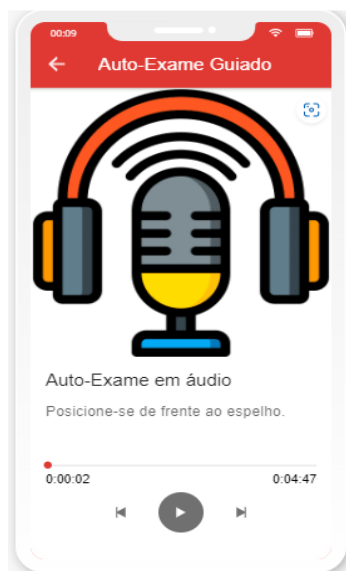 00:09
Auto-Exame Guiado
Auto-Exame em áudio
Posicione-se de frente ao espelho.
0:00:02 0:04:47